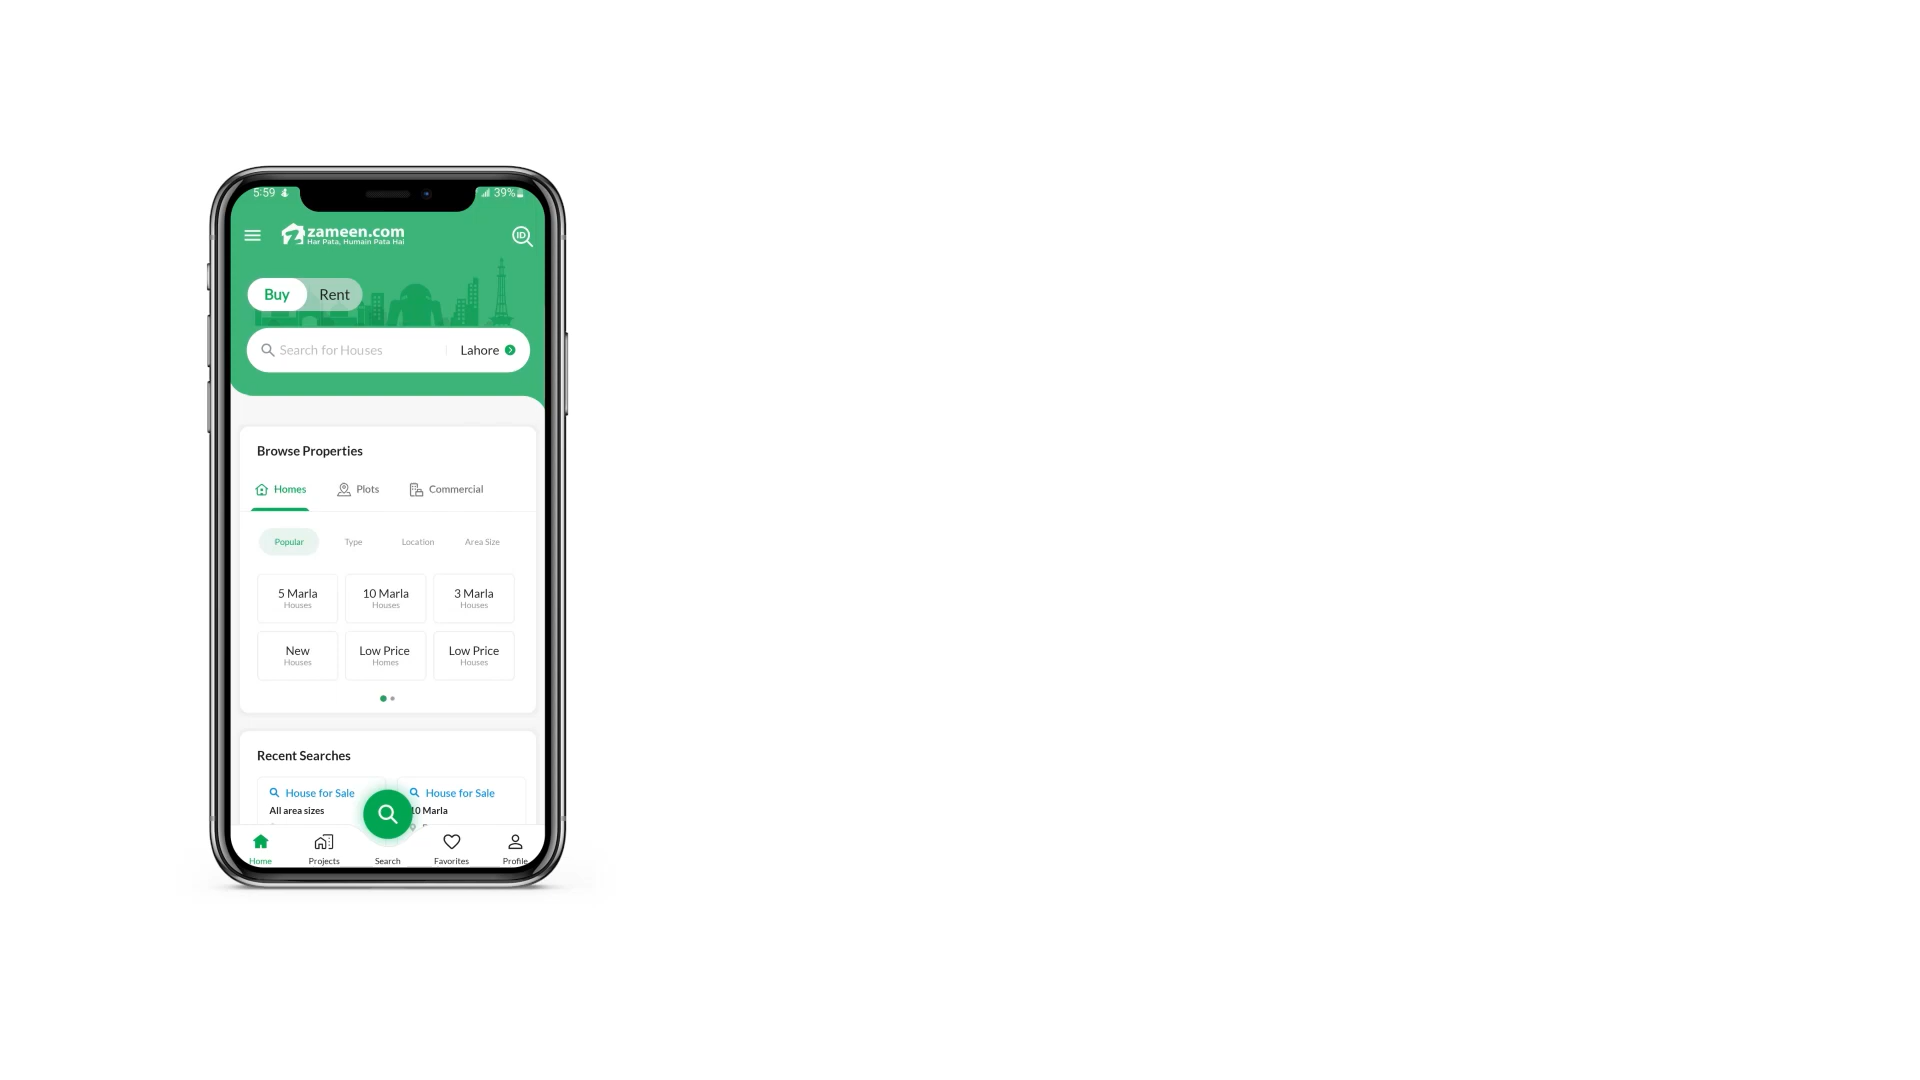 5:59
39%
zameen.com
Har Pata, Humain Pata Hai
ID
Buy
Rent
Search for Houses
Lahore
Browse Properties
Homes
Plots
Commercial
Popular
Type
Location
Area Size
5 Marla
Houses
10 Marla
Houses
3 Marla
Houses
New
Houses
Low Price
Homes
Low Price
Houses
Recent Searches
House for Sale
All area sizes
House for Sale
10 Marla
Home
Projects
Search
Favorites
Profile